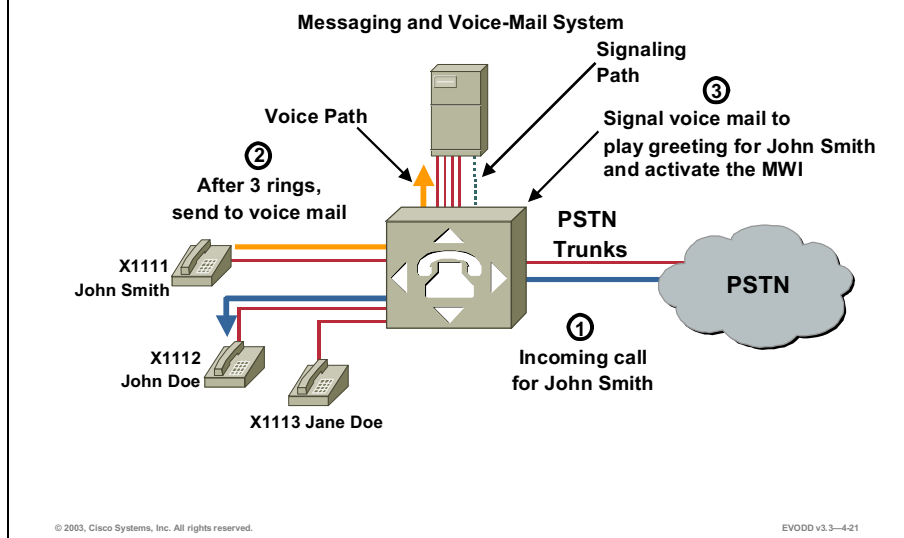 Messaging and Voice-Mail System
Signaling
Path
3
Signal voice mail to
play greeting for John Smith
and activate the MWI
Voice Path
2
After 3 rings,
send to voice mail
PSTN
Trunks
X1111
John Smith
PSTN
1
Incoming call
for John Smith
X1112
John Doe
X1113 Jane Doe
© 2003, Cisco Systems, Inc. All rights reserved.
EVODD v3.3—4-21